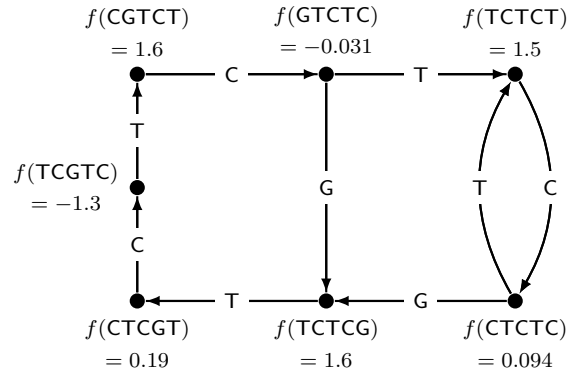 f(CGTCT)
= 1.6
f(GTCTC)
= −0.031
f(TCTCT)
= 1.5
C
T
T
f(TCGTC)
= −1.3
G
T
C
C
T
G
f(CTCGT)
= 0.19
f(TCTCG)
= 1.6
f(CTCTC)
= 0.094